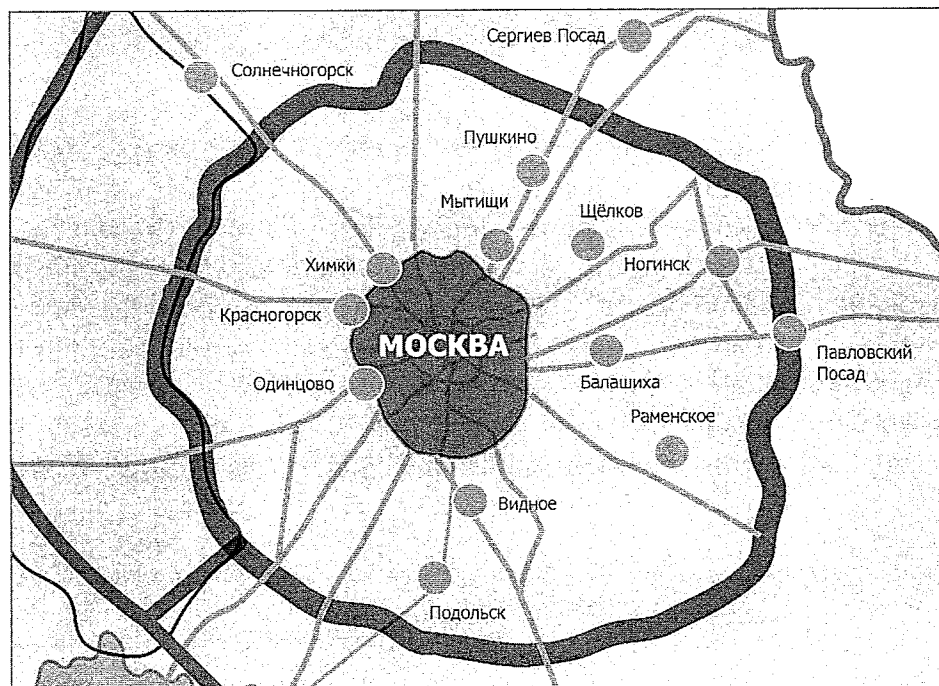 Сергиев Посад
Солнечногорск
Пушкино
Мытищи
Щёлков
Химки
Ногинск
Красногорск
МОСКВА
Павловский
Посад
Одинцово
Балашиха
Раменское
Видное
Подольск